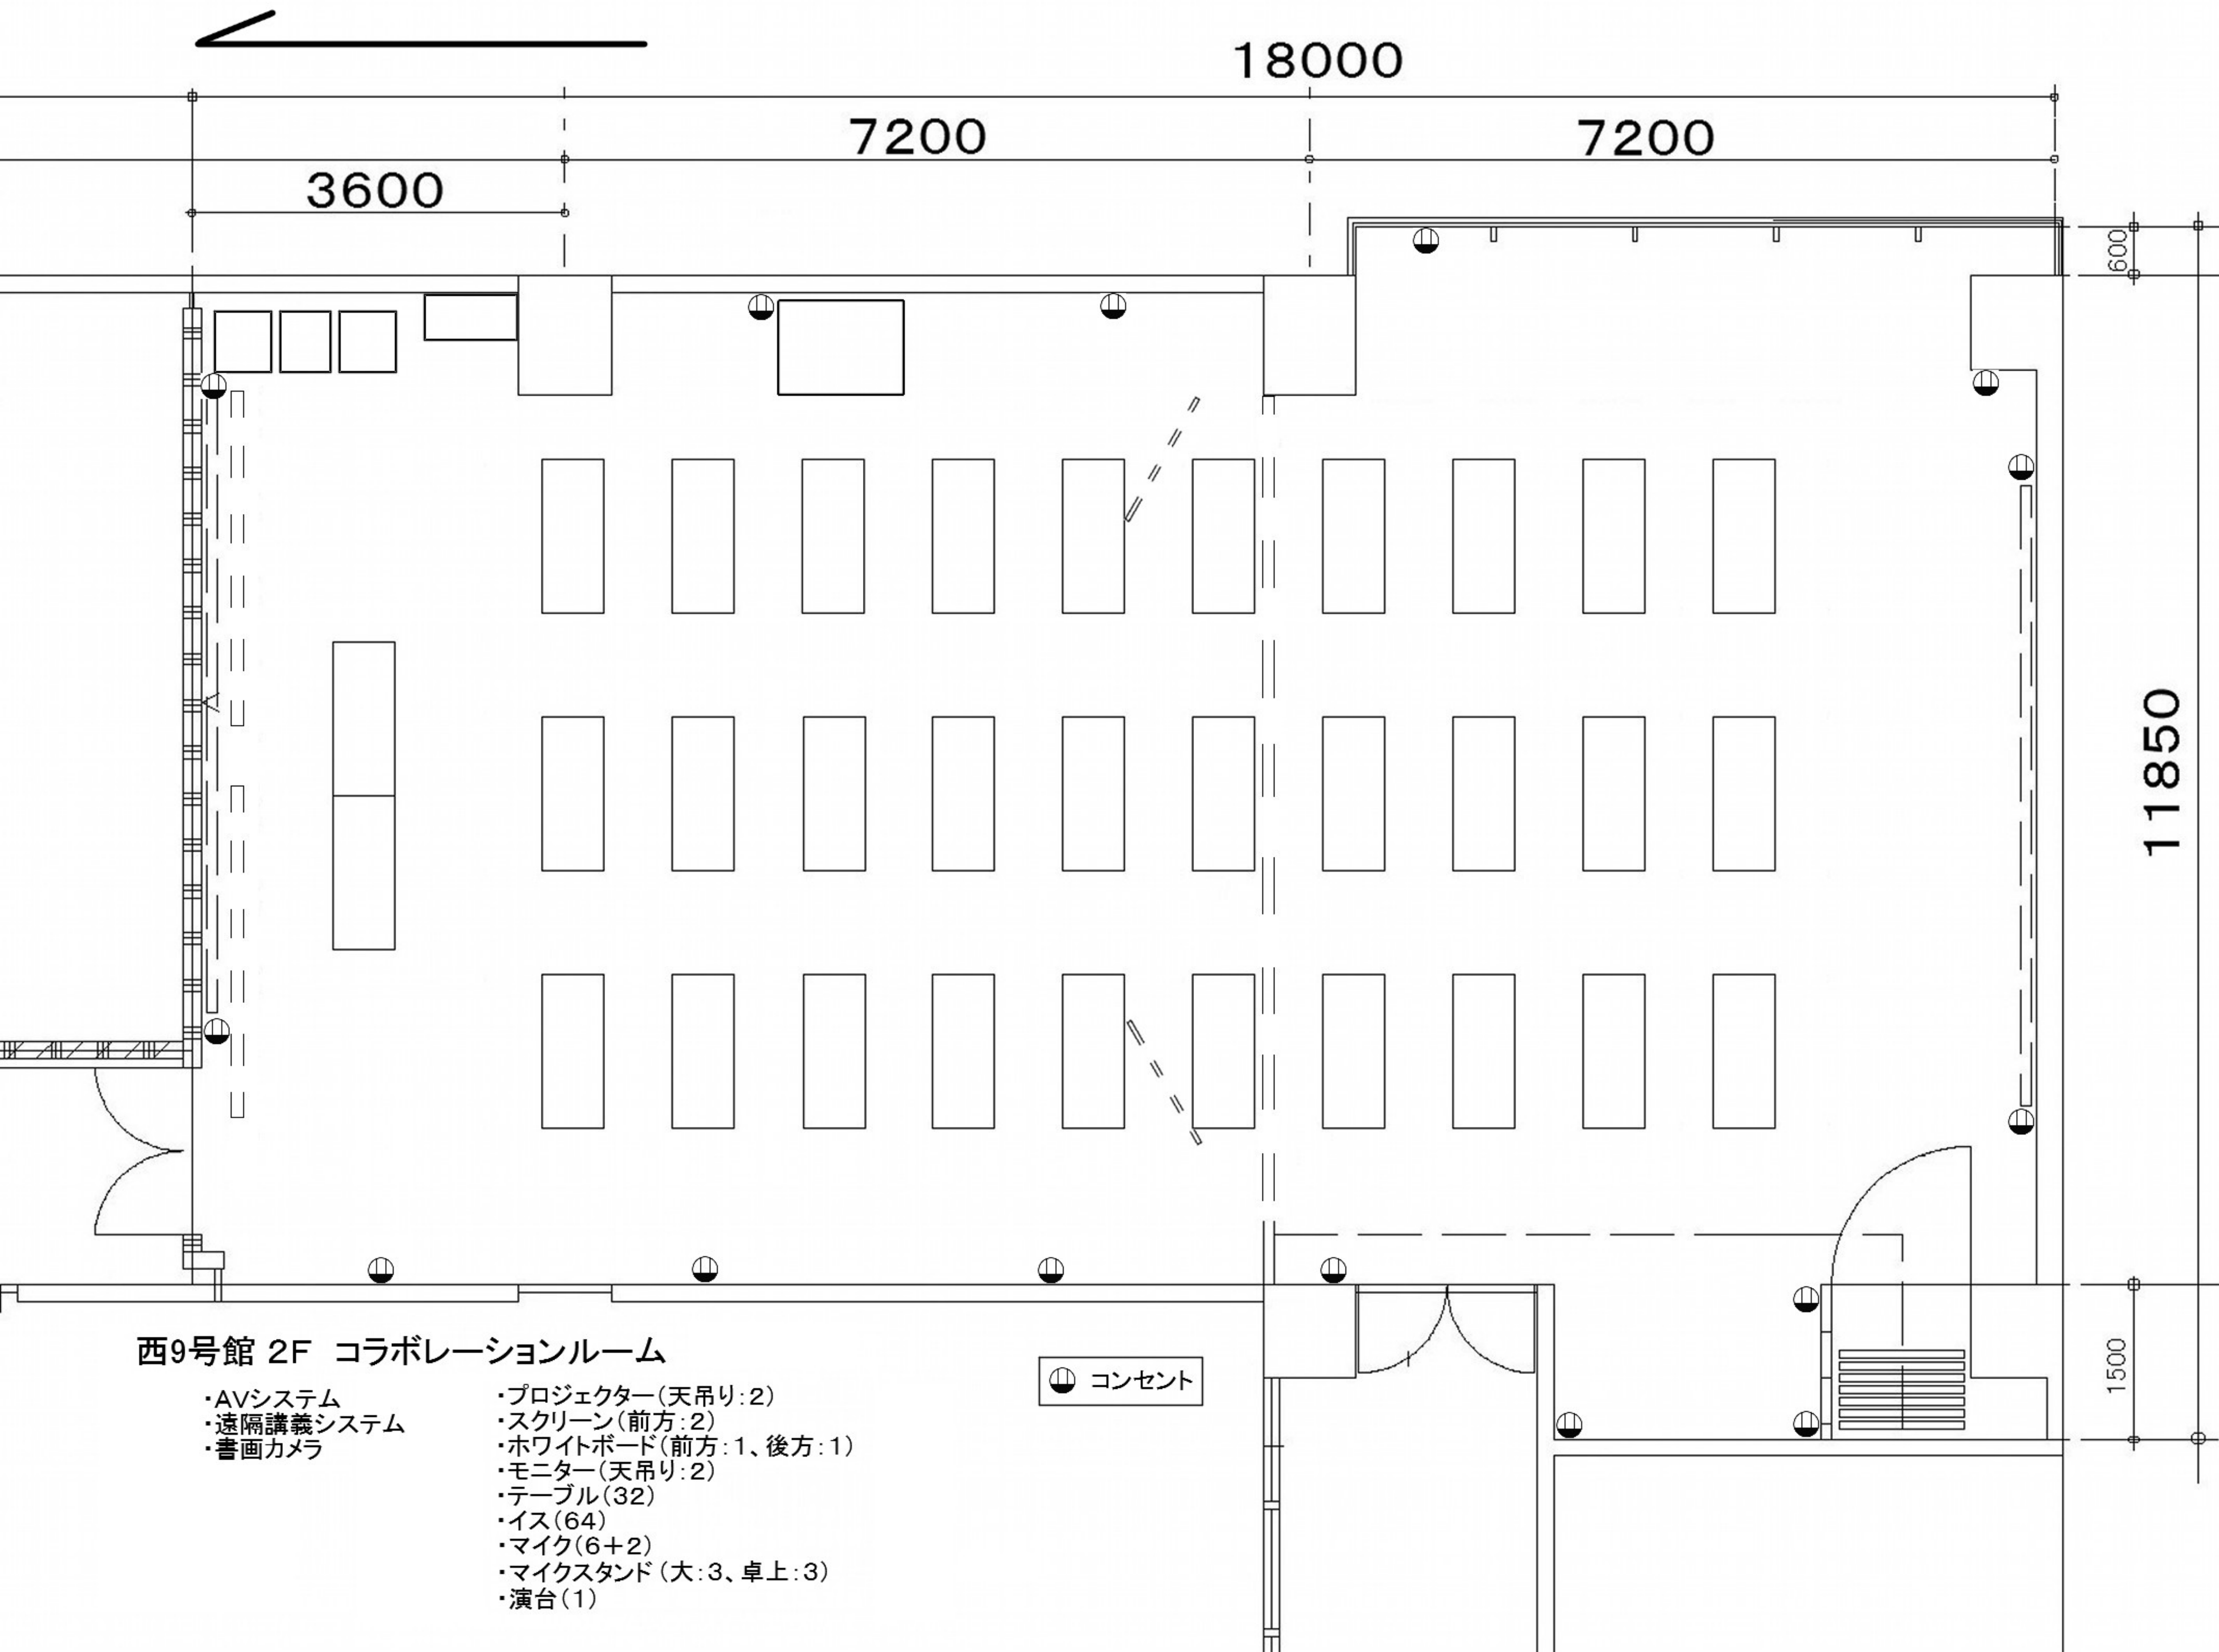 18000
7200
7200
3600
600
11850
1500
西9号館 2F　コラボレーションルーム
・AVシステム
・遠隔講義システム
・書画カメラ
・プロジェクター(天吊り:2)
・スクリーン(前方:2)
・ホワイトボード(前方:1、後方:1)
・モニター(天吊り:2)
・テーブル(32)
・イス(64)
・マイク(6＋2)
・マイクスタンド(大:3、卓上:3)
・演台(1)
コンセント